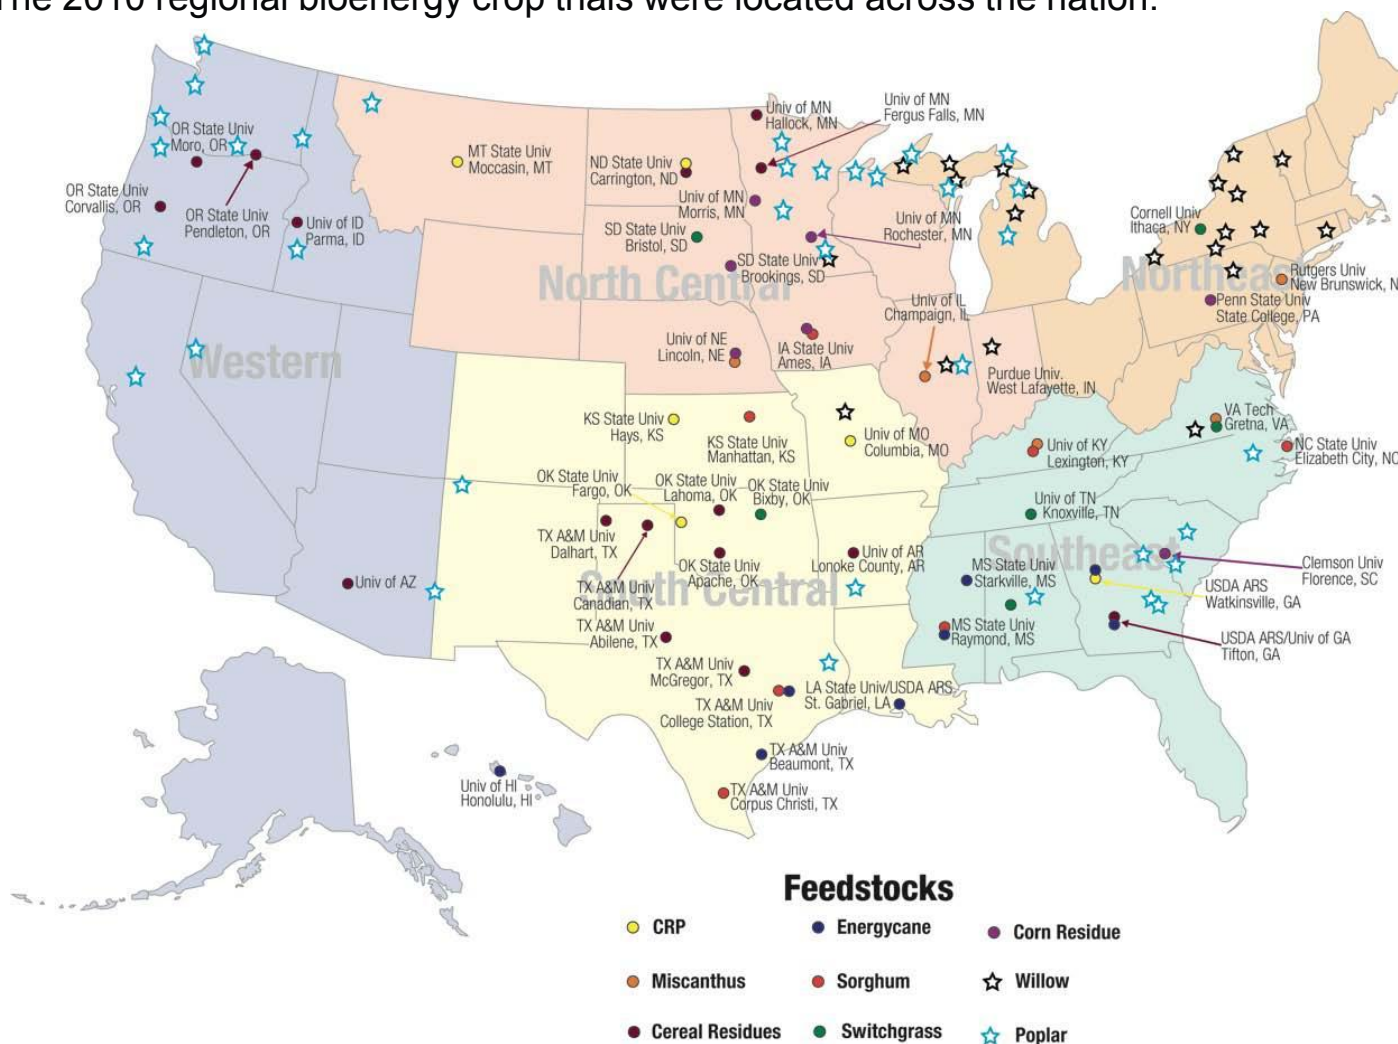 The 2010 regional bioenergy crop trials were located across the nation.
Univ of MN
Hallock, MN
Univ of MN
Fergus Falls, MN
OR State Univ
Moro, OR
MT State Univ
Moccasin, MT
ND State Univ
Carrington, ND
OR State Univ
Corvallis, OR
OR State Univ
Pendleton, OR
Univ of ID
Parma, ID
Univ of MN
Morris, MN
Univ of MN
Rochester, MN
SD State Univ
Bristol, SD
SD State Univ
Brookings, SD
Cornell Univ
Ithaca, NY
North Central
Northeast
Rutgers Univ
New Brunswick, N
Penn State Univ
State College, PA
Univ of IL
Champaign, IL
Univ of NE
Lincoln, NE
IA State Univ
Ames, IA
Western
Purdue Univ.
West Lafayette, IN
KS State Univ
Hays, KS
KS State Univ
Manhattan, KS
Univ of MO
Columbia, MO
Univ of KY
Lexington, KY
VA Tech
Gretna, VA
NC State Univ
Elizabeth City, NC
OK State Univ
Fargo, OK
OK State Univ
Lahoma, OK
OK State Univ
Bixby, OK
Univ of TN
Knoxville, TN
TX A&M Univ
Dalhart, TX
OK State Univ
Apache, OK
Univ of AR
Lonoke County, AR
Southeast
MS State Univ
Starkville, MS
Clemson Univ
Florence, SC
Univ of AZ
TX A&M Univ
Canadian, TX
South Central
USDA ARS
Watkinsville, GA
TX A&M Univ
Abilene, TX
MS State Univ
Raymond, MS
USDA ARS/Univ of GA
Tifton, GA
TX A&M Univ
McGregor, TX
TX A&M Univ
College Station, TX
LA State Univ/USDA ARS
St. Gabriel, LA
TX A&M Univ
Beaumont, TX
Univ of HI
Honolulu, HI
TX A&M Univ
Corpus Christi, TX
Feedstocks
CRP
Energycane
Corn Residue
Miscanthus
Sorghum
Willow
Cereal Residues
Switchgrass
Poplar